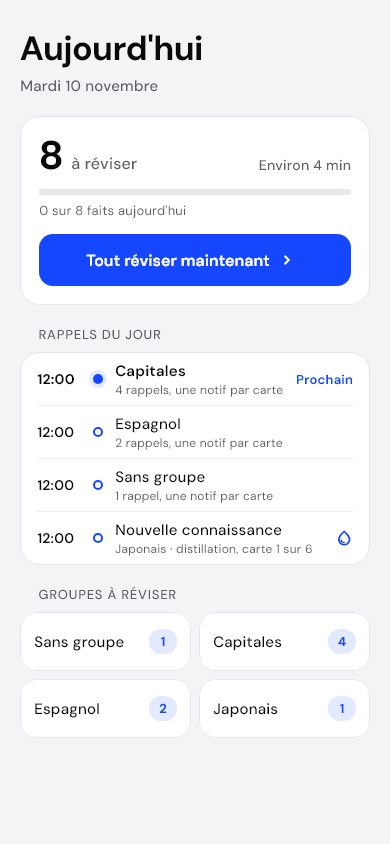 Aujourd'hui
Mardi 10 novembre
8 à réviser
Environ 4 min
0 sur 8 faits aujourd'hui
Tout réviser maintenant
RAPPELS DU JOUR
12:00 Capitales
4 rappels, une notif par carte
Prochain
12:00 Espagnol
2 rappels, une notif par carte
12:00 Sans groupe
1 rappel, une notif par carte
12:00 Nouvelle connaissance
Japonais · distillation, carte 1 sur 6
GROUPES À RÉVISER
Sans groupe 1
Capitales 4
Espagnol 2
Japonais 1